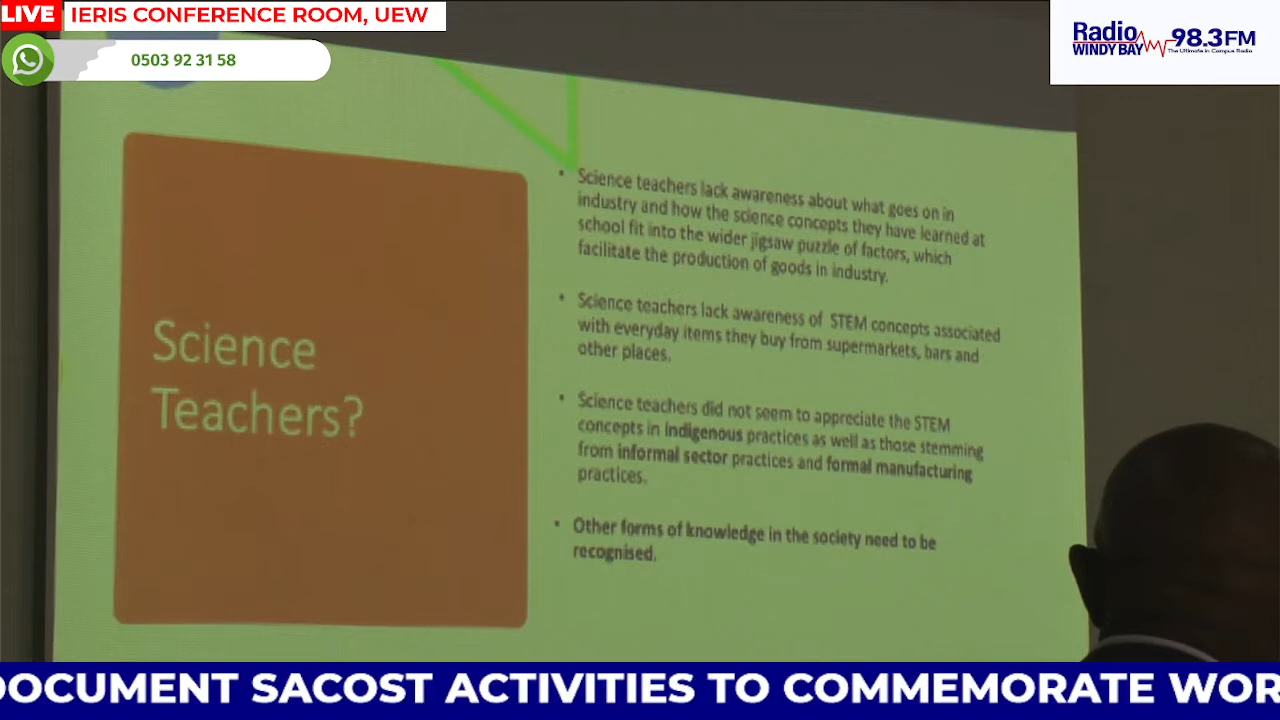 LIVE IERIS CONFERENCE ROOM, UEW
0503 92 31 58
Radio
WINDY BAY 98.3FM
The Ultimate in Campus Radio
Science
Teachers?
• Science teachers lack awareness about what goes on in
industry and how the science concepts they have learned at
school fit into the wider jigsaw puzzle of factors, which
facilitate the production of goods in industry.
• Science teachers lack awareness of STEM concepts associated
with everyday items they buy from supermarkets, bars and
other places.
• Science teachers did not seem to appreciate the STEM
concepts in indigenous practices as well as those stemming
from informal sector practices and formal manufacturing
practices.
• Other forms of knowledge in the society need to be
recognised.
DOCUMENT SACOST ACTIVITIES TO COMMEMORATE WOR